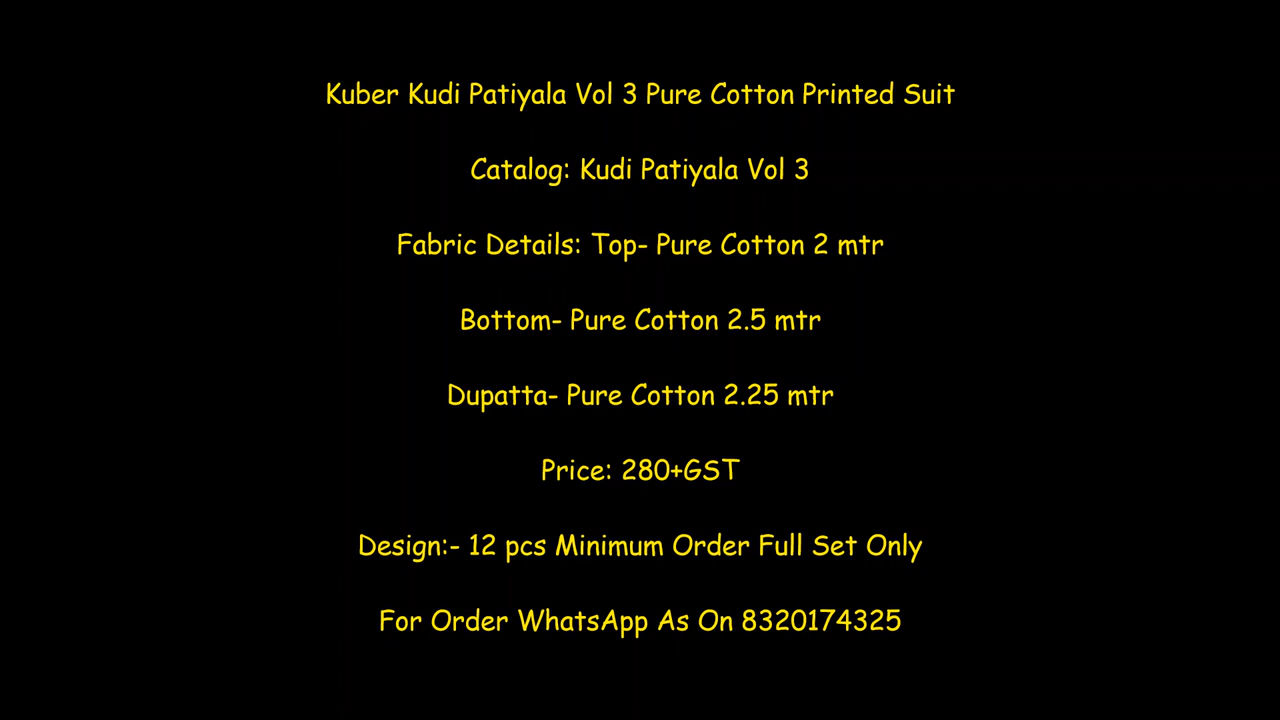 Kuber Kudi Patiyala Vol 3 Pure Cotton Printed Suit
Catalog: Kudi Patiyala Vol 3
Fabric Details: Top- Pure Cotton 2 mtr
Bottom- Pure Cotton 2.5 mtr
Dupatta- Pure Cotton 2.25 mtr
Price: 280+GST
Design:- 12 pcs Minimum Order Full Set Only
For Order WhatsApp As On 8320174325